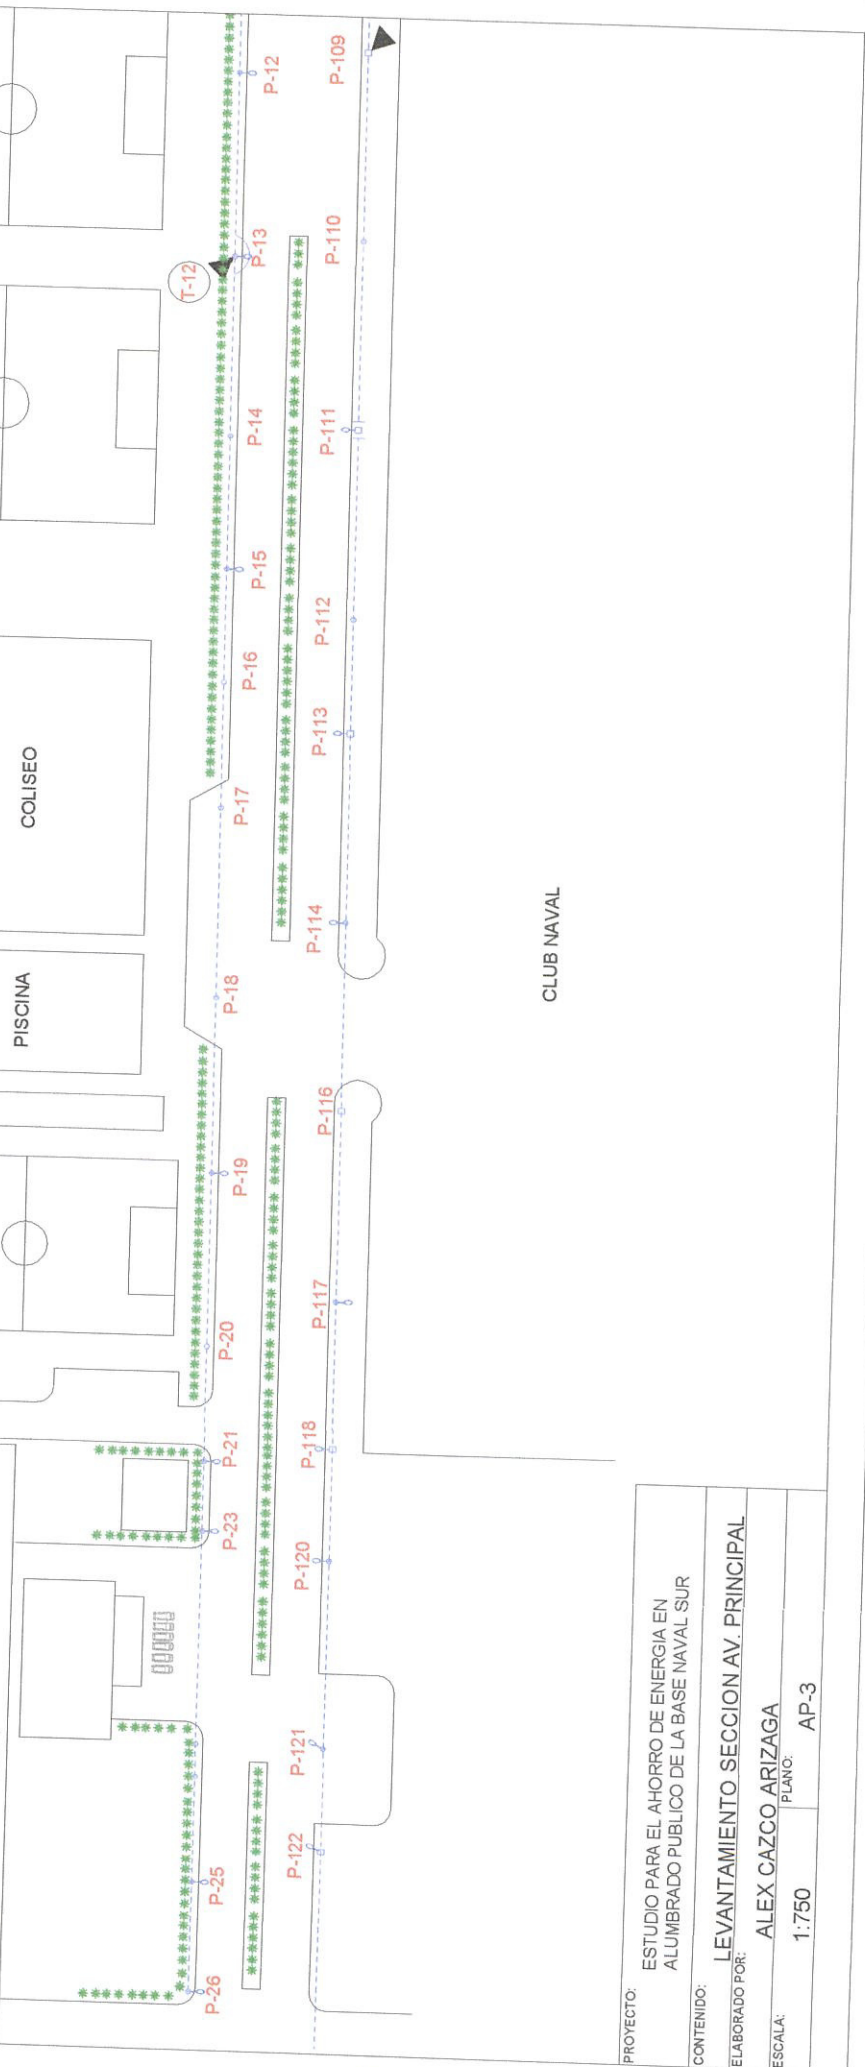 P-26
P-25
P-23
P-21
P-20
P-19
P-18
P-17
P-16
P-15
P-14
P-13
P-12
T-12
PISCINA
COLISEO
P-122
P-121
P-120
P-118
P-117
P-116
P-114
P-113
P-112
P-111
P-110
P-109
CLUB NAVAL
PROYECTO:
ESTUDIO PARA EL AHORRO DE ENERGIA EN
ALUMBRADO PUBLICO DE LA BASE NAVAL SUR
CONTENIDO:
LEVANTAMIENTO SECCION AV. PRINCIPAL
ELABORADO POR:
ALEX CAZCO ARIZAGA
ESCALA:
1:750
PLANO:
AP-3